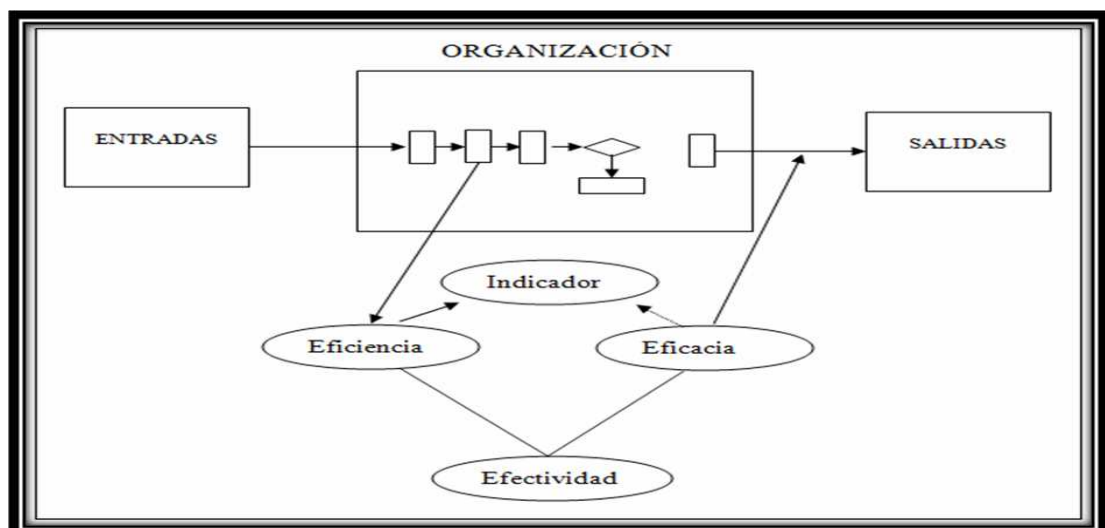 ORGANIZACIÓN
ENTRADAS
SALIDAS
Indicador
Eficiencia
Eficacia
Efectividad